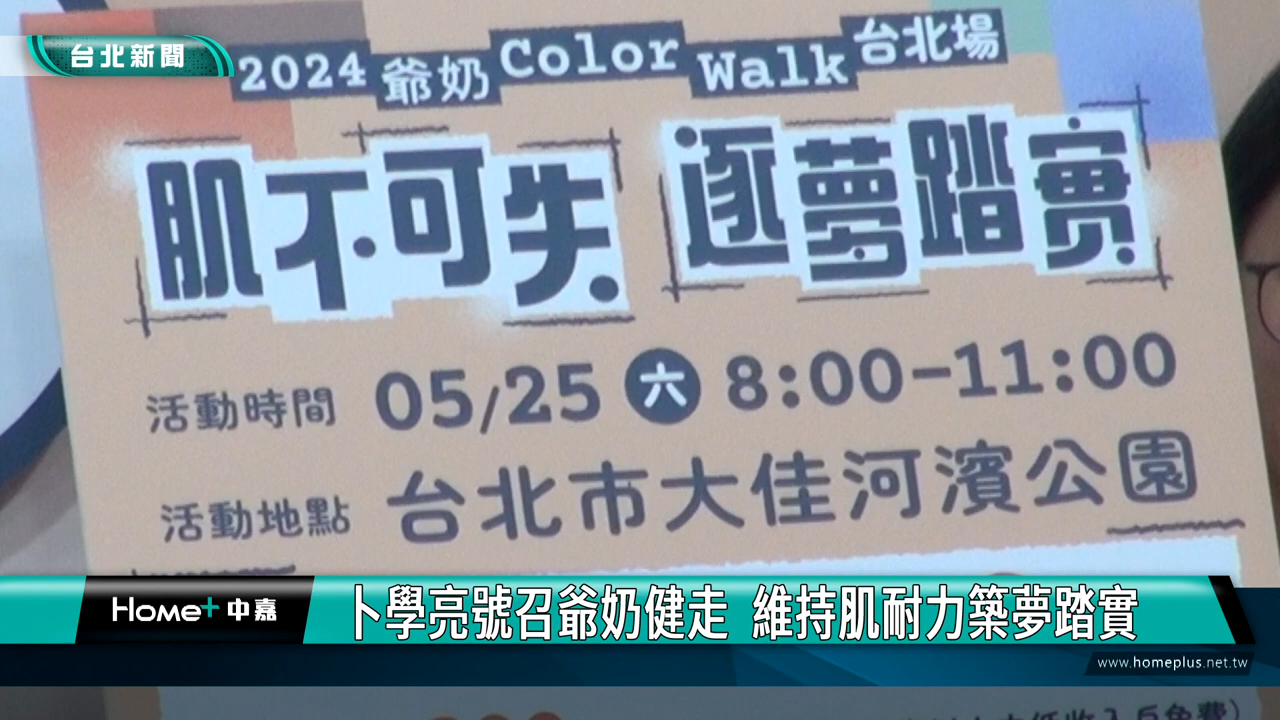 台北新聞
2024 爺奶 Color Walk 台北場
肌不可失 逐夢踏實
活動時間 05/25 六 8:00-11:00
活動地點 台北市大佳河濱公園
Home+中嘉
卜學亮號召爺奶健走 維持肌耐力築夢踏實
www.homeplus.net.tw